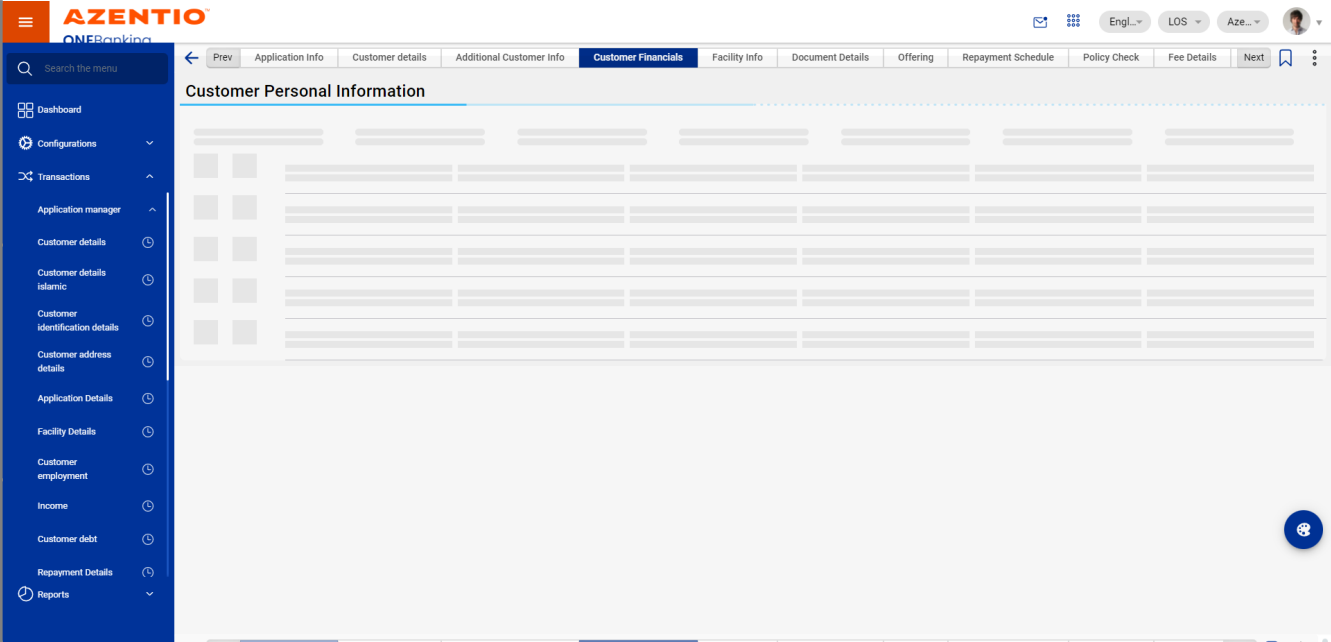 AZENTIO
ONEBanking
Engl...
LOS
Aze...
Search the menu
Prev
Application Info
Customer details
Additional Customer Info
Customer Financials
Facility Info
Document Details
Offering
Repayment Schedule
Policy Check
Fee Details
Next
Customer Personal Information
Dashboard
Configurations
Transactions
Application manager
Customer details
Customer details
islamic
Customer
identification details
Customer address
details
Application Details
Facility Details
Customer
employment
Income
Customer debt
Repayment Details
Reports